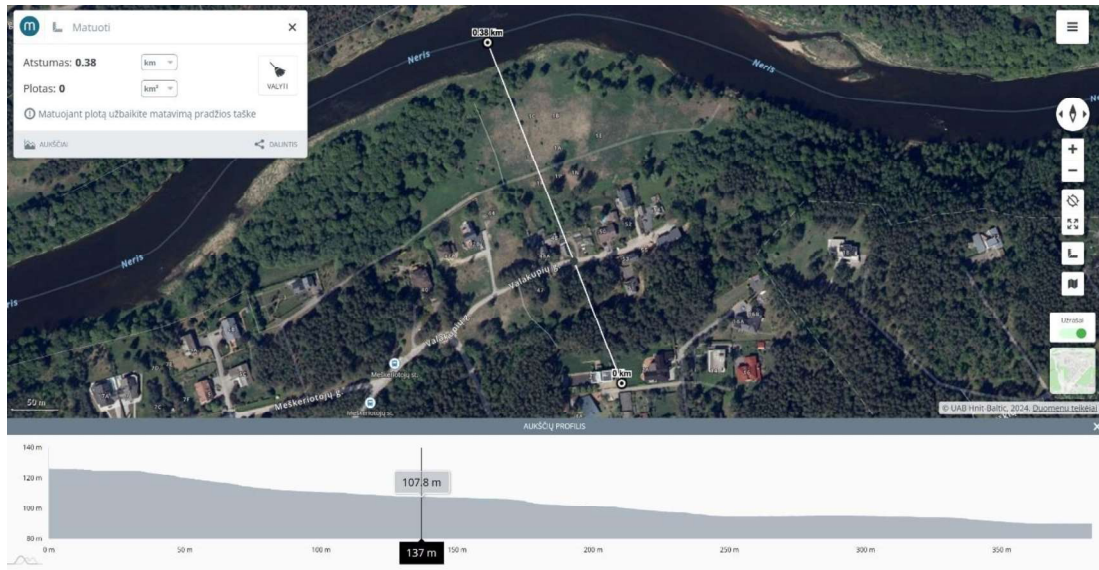 m Matuoti
Atstumas: 0.38 km
Plotas: 0 km²
VALYTI
Matuojant plotą užbaikite matavimą pradžios taške
AUKŠČIAI
DALINTIS
0.38 km
Neris
Neris
Neris
Valakupių g.
Valakupių g.
0 km
Meškeriotojų st.
Meškeriotojų g.
Meškeriotojų st.
50 m
Užrašai
© UAB Hnit-Baltic, 2024, Duomenų teikėjai
AUKŠČIŲ PROFILIS
140 m
120 m
100 m
80 m
107.8 m
0 m
50 m
100 m
137 m
150 m
200 m
250 m
300 m
350 m